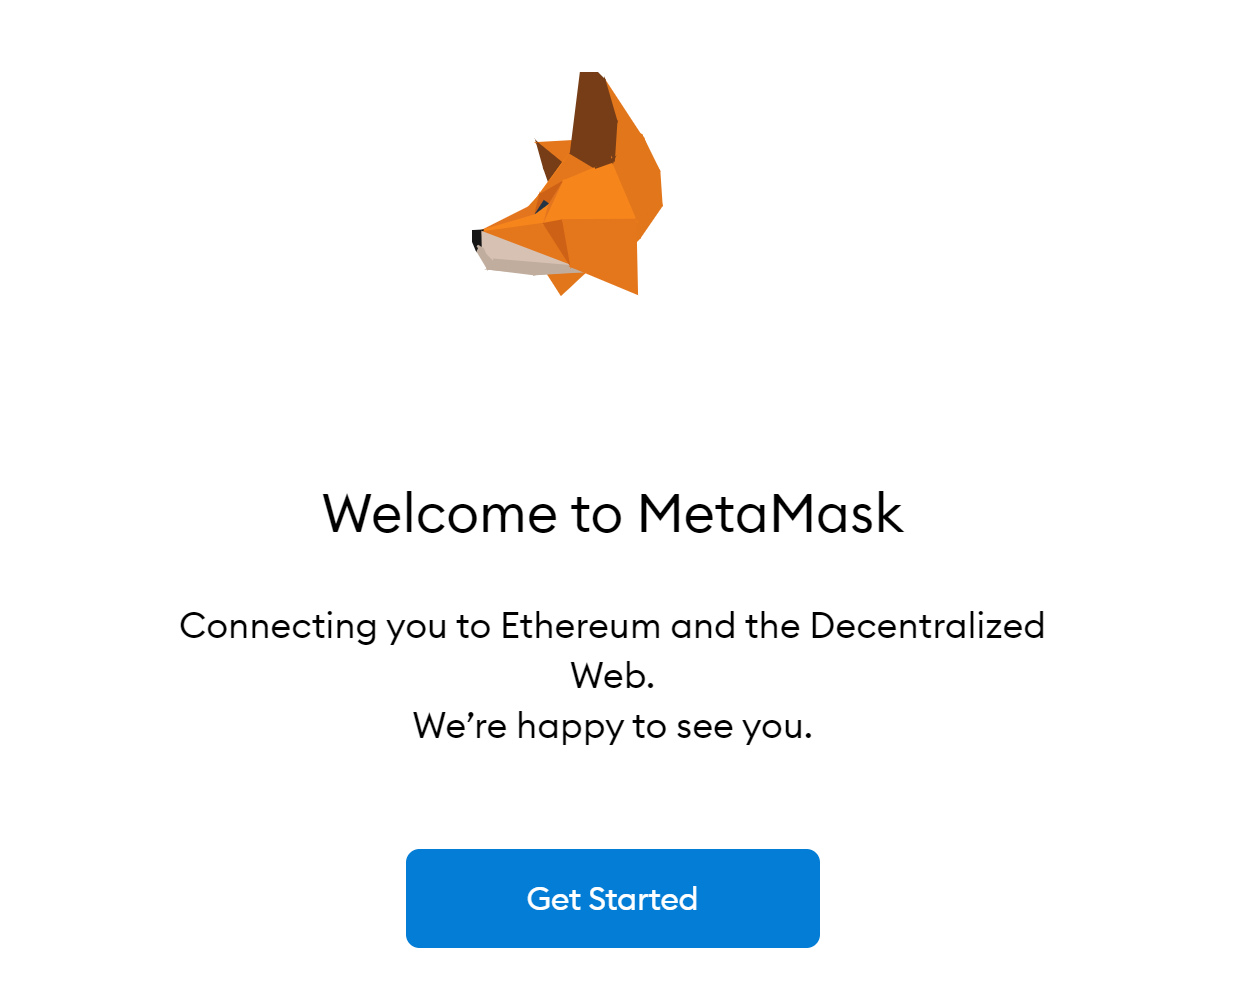 Welcome to MetaMask
Connecting you to Ethereum and the Decentralized
Web.
We’re happy to see you.
Get Started